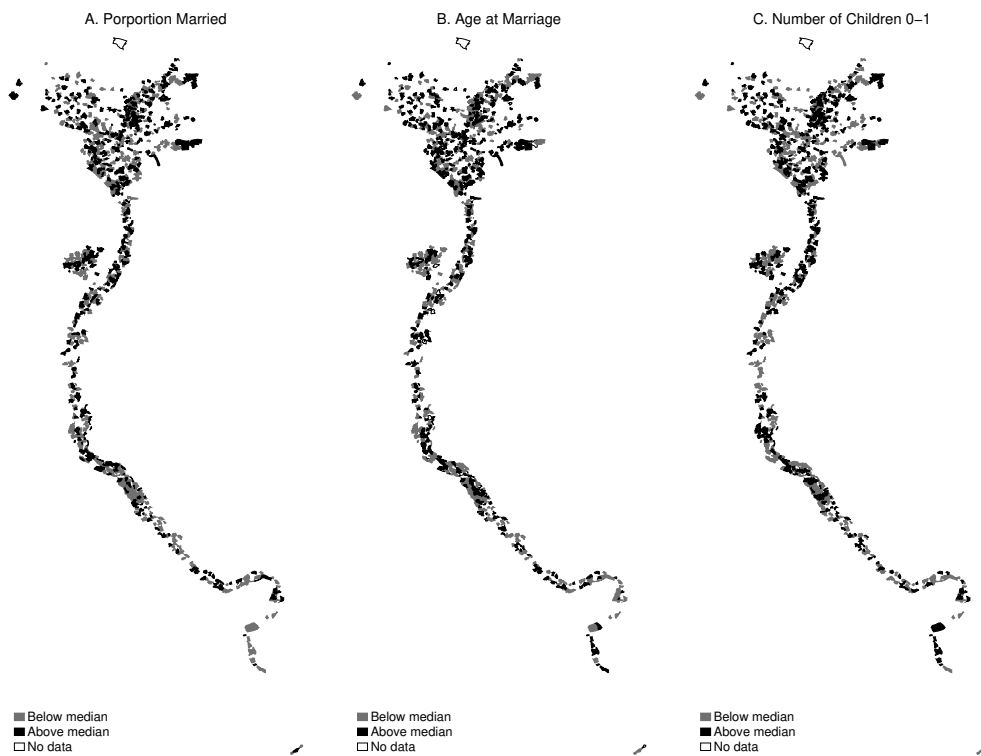 A. Porportion Married
B. Age at Marriage
C. Number of Children 0−1
Below median
Above median
No data
Below median
Above median
No data
Below median
Above median
No data